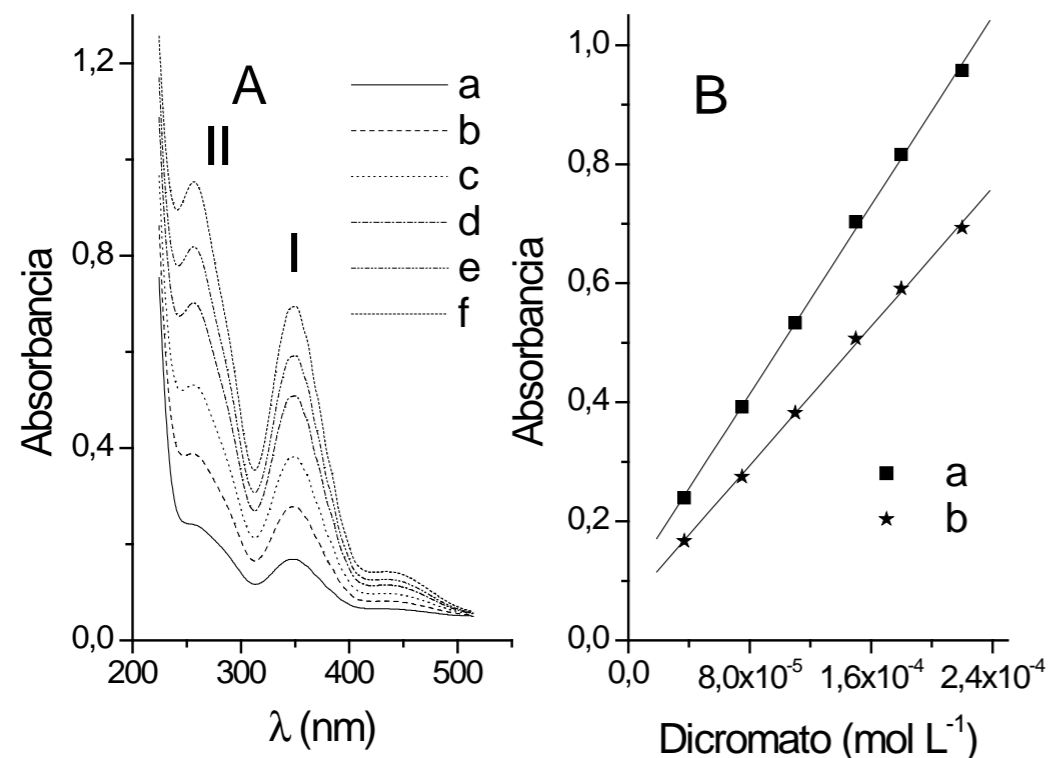 A
II
I
a
b
c
d
e
f
1,2
0,8
0,4
0,0
200 300 400 500
Absorbancia
λ (nm)
B
a
b
1,0
0,8
0,6
0,4
0,2
0,0
0,0 8,0x10⁻⁵ 1,6x10⁻⁴ 2,4x10⁻⁴
Absorbancia
Dicromato (mol L⁻¹)